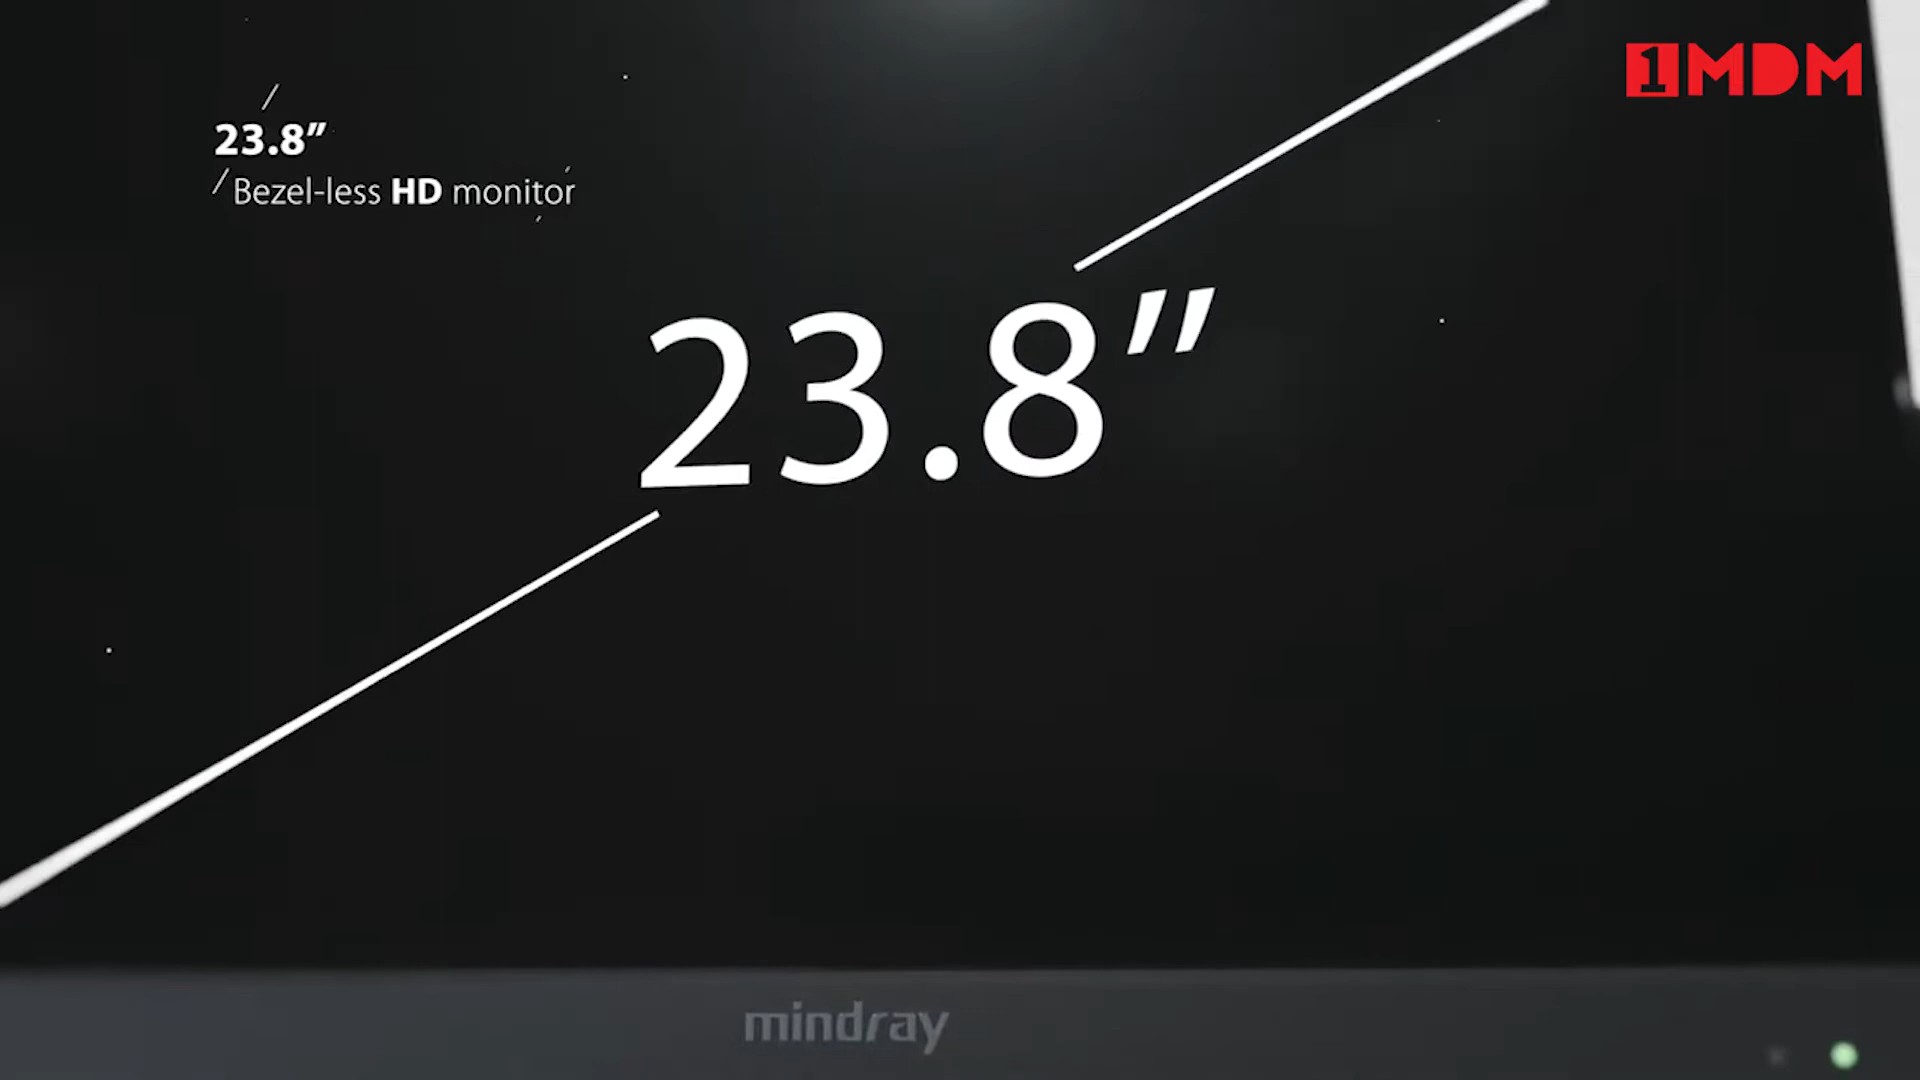 23.8″
Bezel-less HD monitor
1MDM
23.8″
mindray